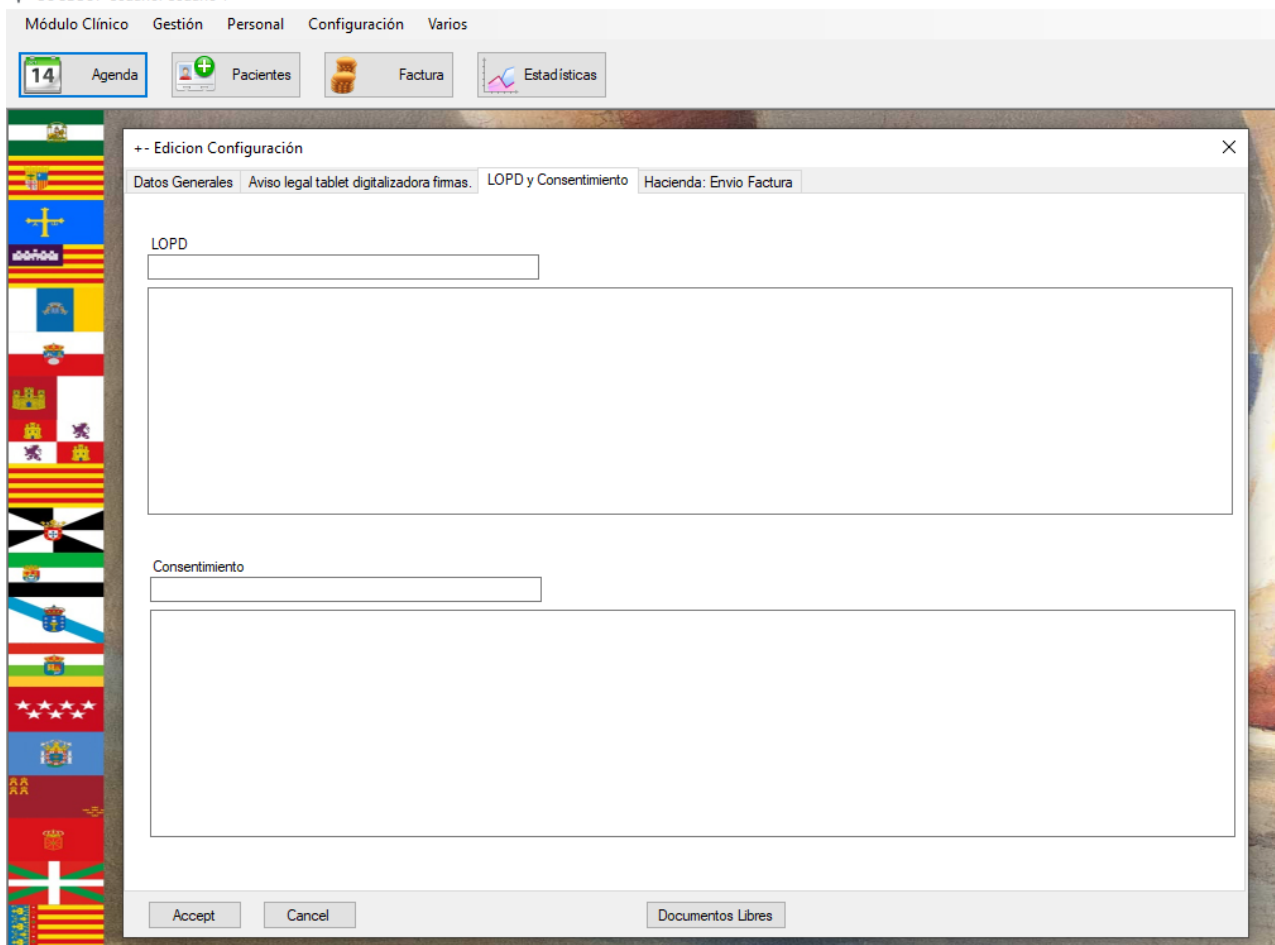 Módulo Clínico Gestión Personal Configuración Varios
14 Agenda Pacientes Factura Estadísticas
+- Edicion Configuración
Datos Generales Aviso legal tablet digitalizadora firmas. LOPD y Consentimiento Hacienda: Envio Factura
LOPD
Consentimiento
Accept Cancel Documentos Libres